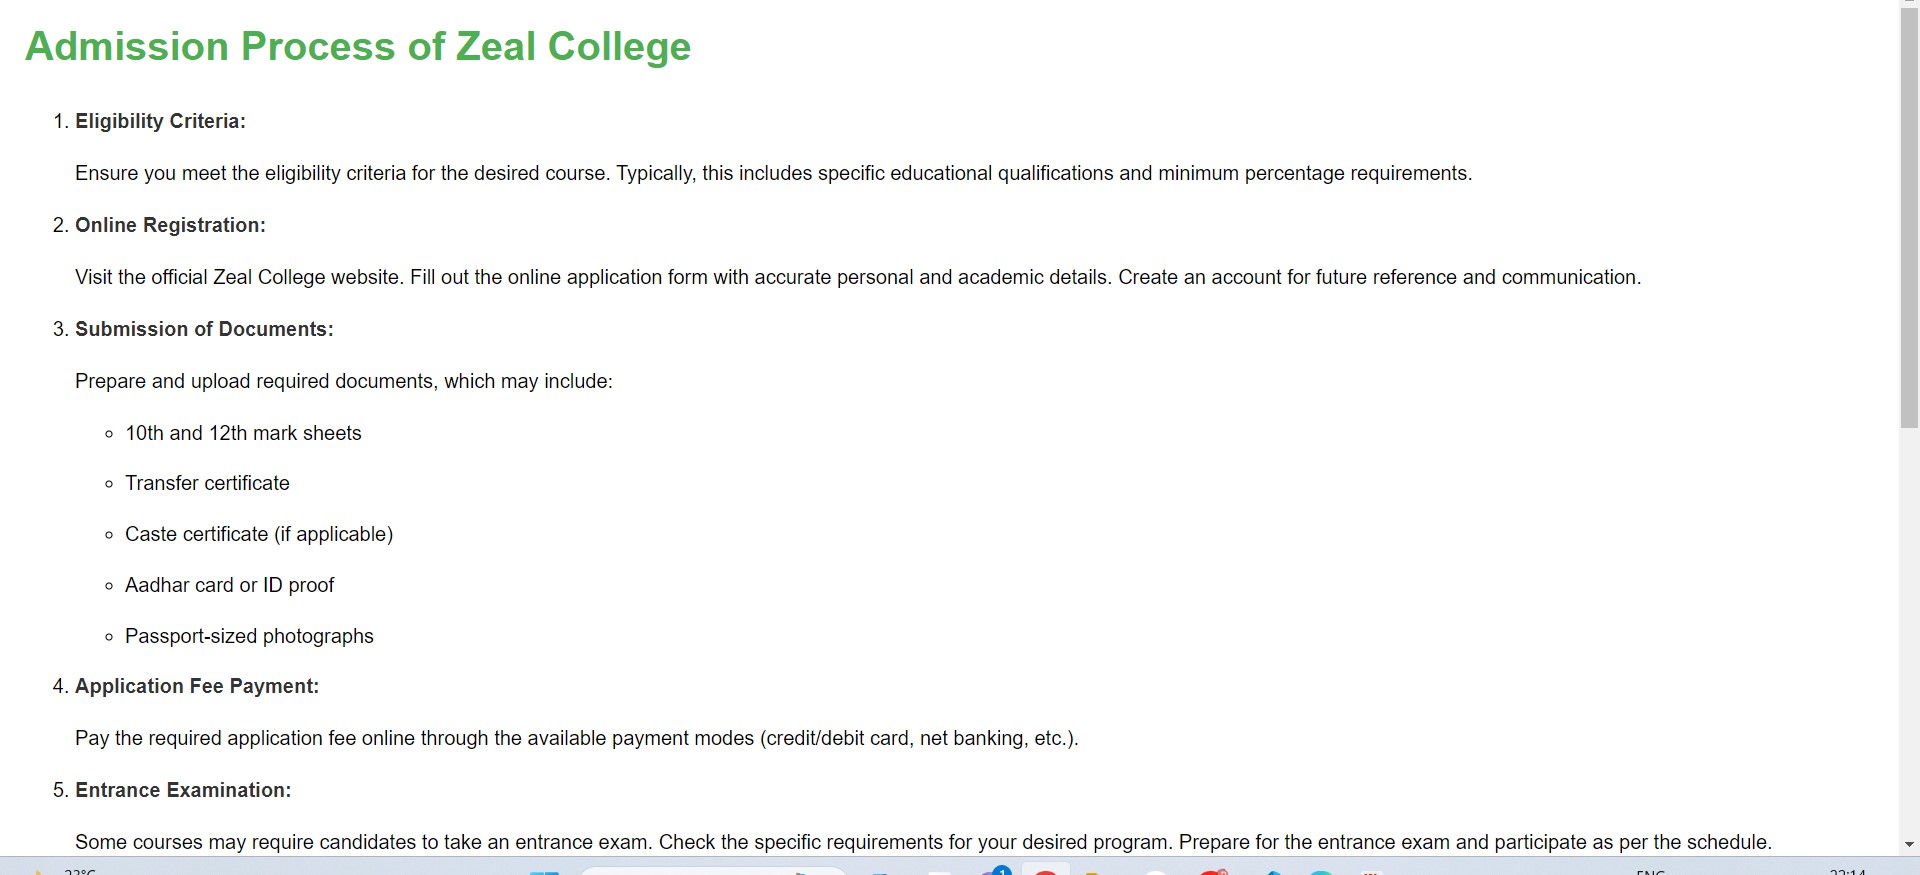 Admission Process of Zeal College
1. Eligibility Criteria:
Ensure you meet the eligibility criteria for the desired course. Typically, this includes specific educational qualifications and minimum percentage requirements.
2. Online Registration:
Visit the official Zeal College website. Fill out the online application form with accurate personal and academic details. Create an account for future reference and communication.
3. Submission of Documents:
Prepare and upload required documents, which may include:
10th and 12th mark sheets
Transfer certificate
Caste certificate (if applicable)
Aadhar card or ID proof
Passport-sized photographs
4. Application Fee Payment:
Pay the required application fee online through the available payment modes (credit/debit card, net banking, etc.).
5. Entrance Examination:
Some courses may require candidates to take an entrance exam. Check the specific requirements for your desired program. Prepare for the entrance exam and participate as per the schedule.